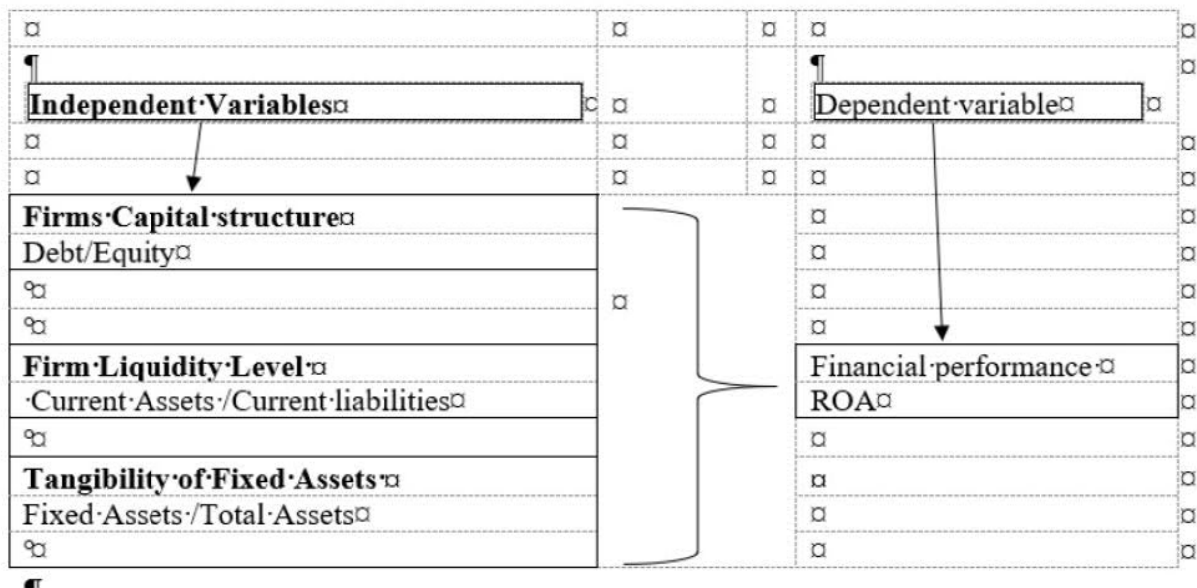 Independent Variables
Dependent variable
Firms Capital structure
Debt/Equity
Firm Liquidity Level
Current Assets /Current liabilities
Financial performance
ROA
Tangibility of Fixed Assets
Fixed Assets /Total Assets